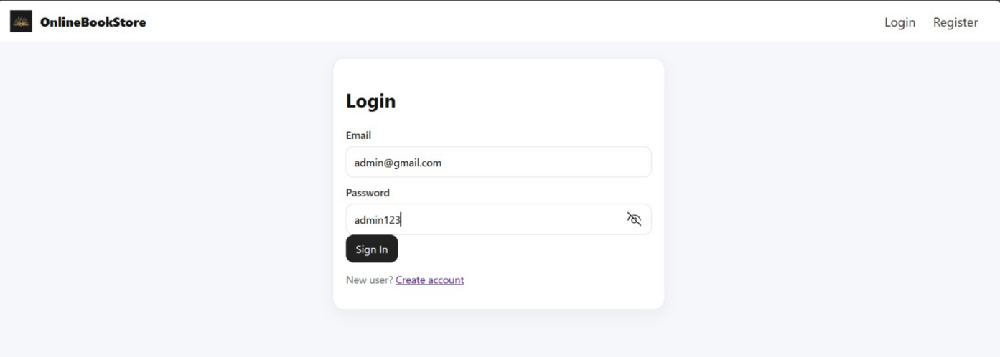 OnlineBookStore
Login Register
Login
Email
admin@gmail.com
Password
admin123
Sign In
New user? Create account